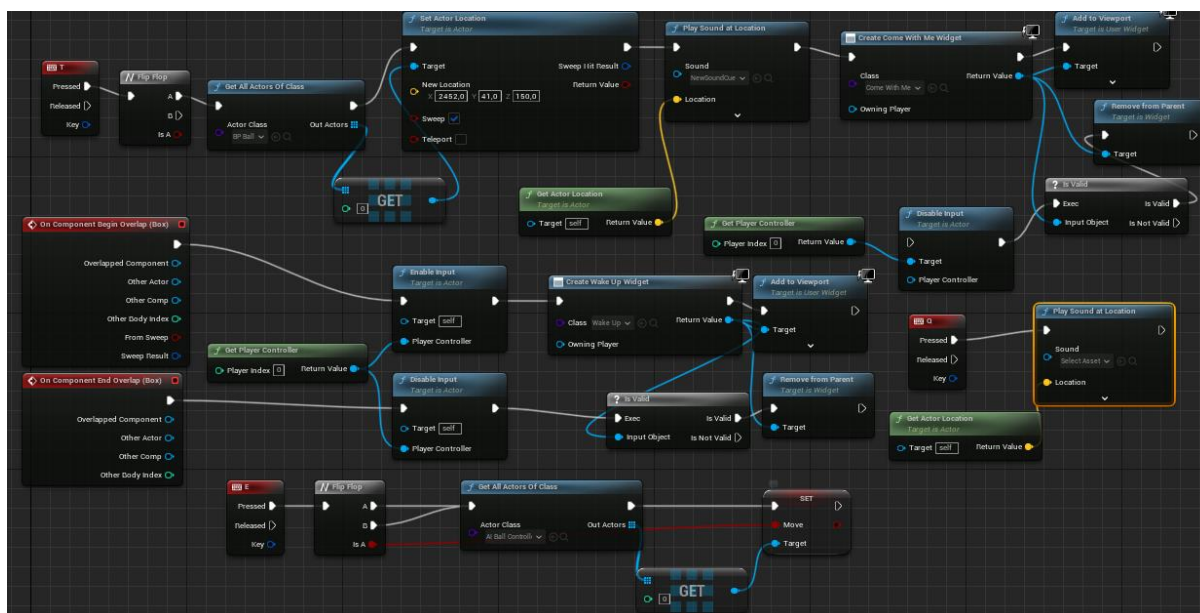 T
Pressed
Released
Key
Flip Flop
A
B
Is A
Get All Actors Of Class
Actor Class
BP Ball
Out Actors
GET
0
Set Actor Location
Target is Actor
Target
Sweep Hit Result
New Location
Return Value
X 2452,0 Y 41,0 Z 150,0
Sweep
Teleport
Play Sound at Location
Sound
NewSoundCue
Location
Create Come With Me Widget
Class
Return Value
Come With Me
Owning Player
Add to Viewport
Target is User Widget
Target
Remove from Parent
Target is Widget
Target
? Is Valid
Exec
Is Valid
Input Object
Is Not Valid
Get Actor Location
Target is Actor
Target self
Return Value
Get Player Controller
Player Index 0
Return Value
Disable Input
Target is Actor
Target
Player Controller
On Component Begin Overlap (Box)
Overlapped Component
Other Actor
Other Comp
Other Body Index
From Sweep
Sweep Result
Get Player Controller
Player Index 0
Return Value
Enable Input
Target is Actor
Target self
Player Controller
Create Wake Up Widget
Class Wake Up
Return Value
Owning Player
Add to Viewport
Target is User Widget
Target
On Component End Overlap (Box)
Overlapped Component
Other Actor
Other Comp
Other Body Index
Disable Input
Target is Actor
Target self
Player Controller
? Is Valid
Exec
Is Valid
Input Object
Is Not Valid
Remove from Parent
Target is Widget
Target
Pressed
Released
Key
Play Sound at Location
Sound
Select Asset
Location
Get Actor Location
Target is Actor
Target self
Return Value
E
Pressed
Released
Key
Flip Flop
A
B
Is A
Get All Actors Of Class
Actor Class
AI Ball Controll
Out Actors
GET
0
SET
Move
Target